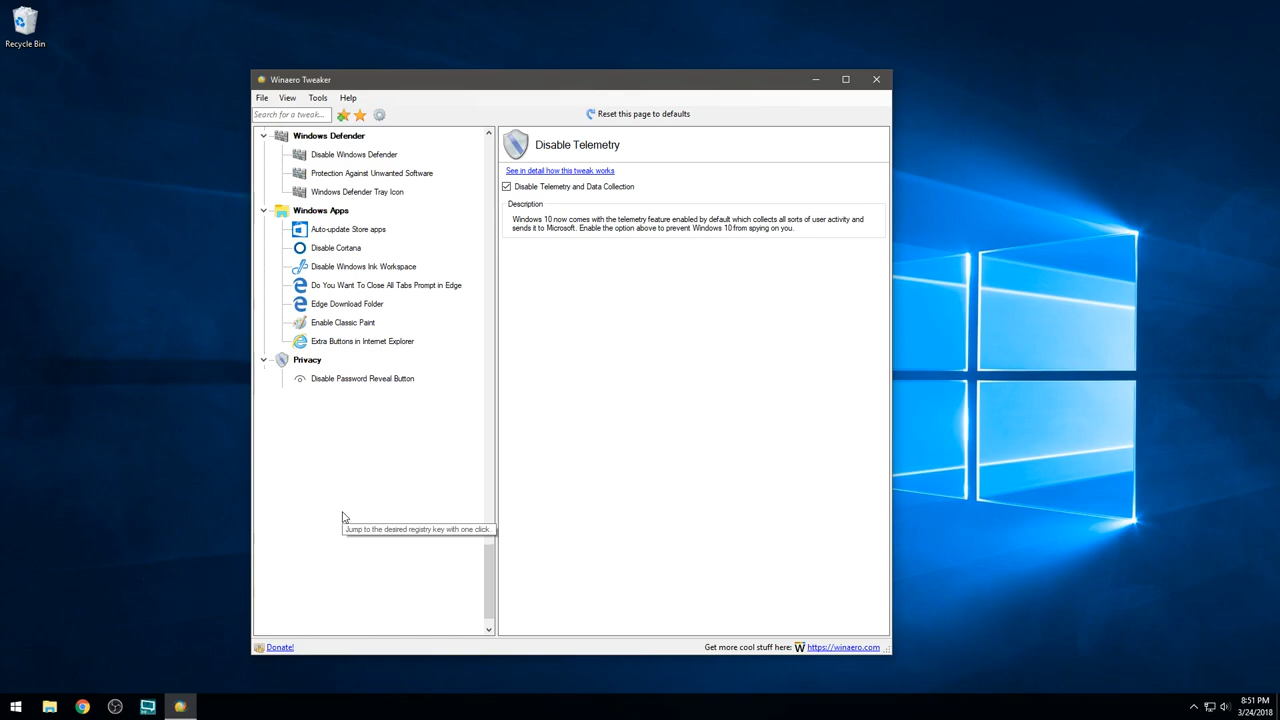 Recycle Bin
Winaero Tweaker
File View Tools Help
Search for a tweak...
Reset this page to defaults
Windows Defender
Disable Windows Defender
Protection Against Unwanted Software
Windows Defender Tray Icon
Windows Apps
Auto-update Store apps
Disable Cortana
Disable Windows Ink Workspace
Do You Want To Close All Tabs Prompt in Edge
Edge Download Folder
Enable Classic Paint
Extra Buttons in Internet Explorer
Privacy
Disable Password Reveal Button
Jump to the desired registry key with one click.
Disable Telemetry
See in detail how this tweak works
Disable Telemetry and Data Collection
Description
Windows 10 now comes with the telemetry feature enabled by default which collects all sorts of user activity and
sends it to Microsoft. Enable the option above to prevent Windows 10 from spying on you.
Donate!
Get more cool stuff here: W https://winaero.com
8:51 PM
3/24/2018